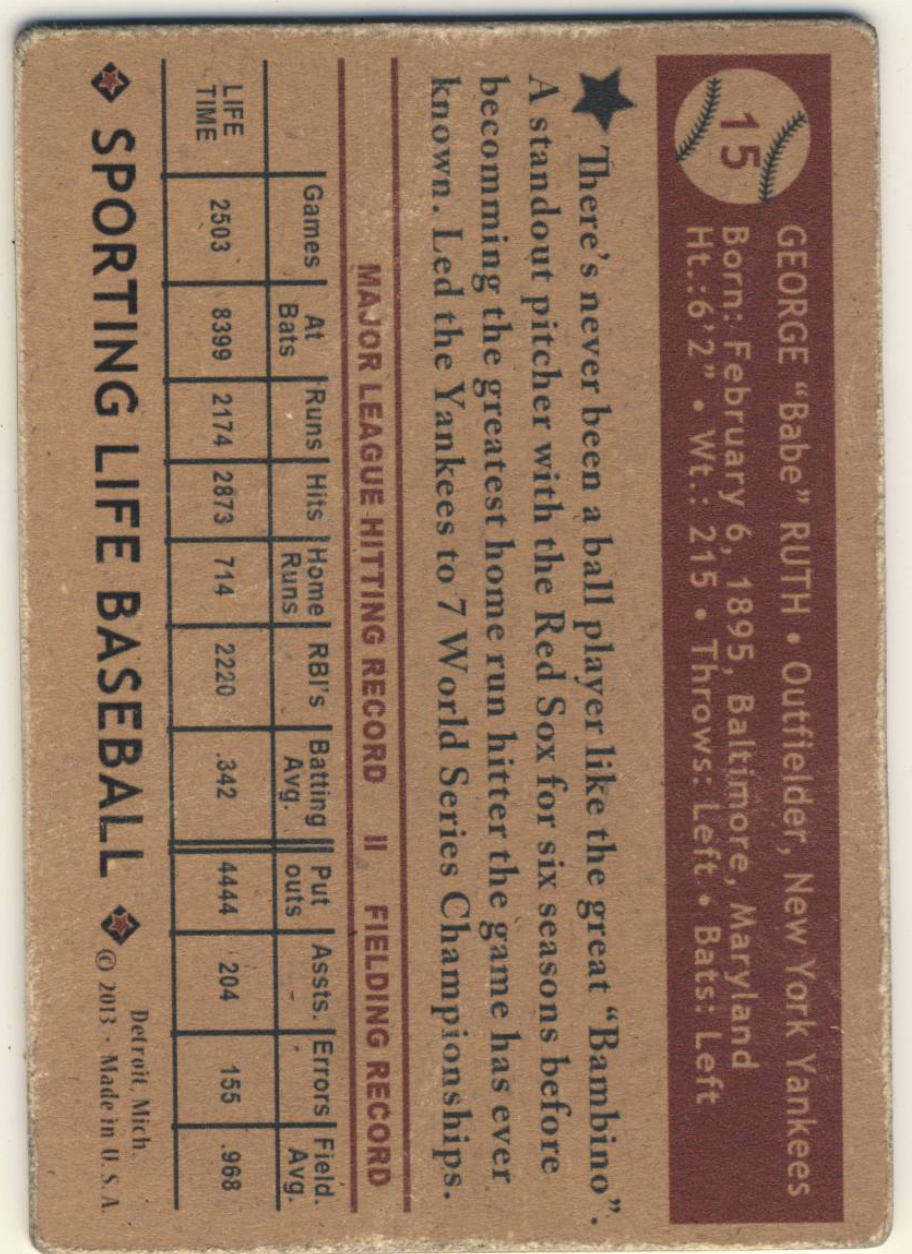 15
GEORGE “Babe” RUTH • Outfielder, New York Yankees
Born: February 6, 1895, Baltimore, Maryland
Ht.:6’2” • Wt.: 215 • Throws: Left • Bats: Left
There's never been a ball player like the great “Bambino”.
A standout pitcher with the Red Sox for six seasons before
becomming the greatest home run hitter the game has ever
known. Led the Yankees to 7 World Series Championships.
MAJOR LEAGUE HITTING RECORD II FIELDING RECORD
Games At Bats Runs Hits Home Runs RBI's Batting Avg. Put outs Assts. Errors Field. Avg.
LIFE TIME 2503 8399 2174 2873 714 2220 .342 4444 204 155 .968
SPORTING LIFE BASEBALL
Detroit, Mich.
© 2013 - Made in U.S.A.